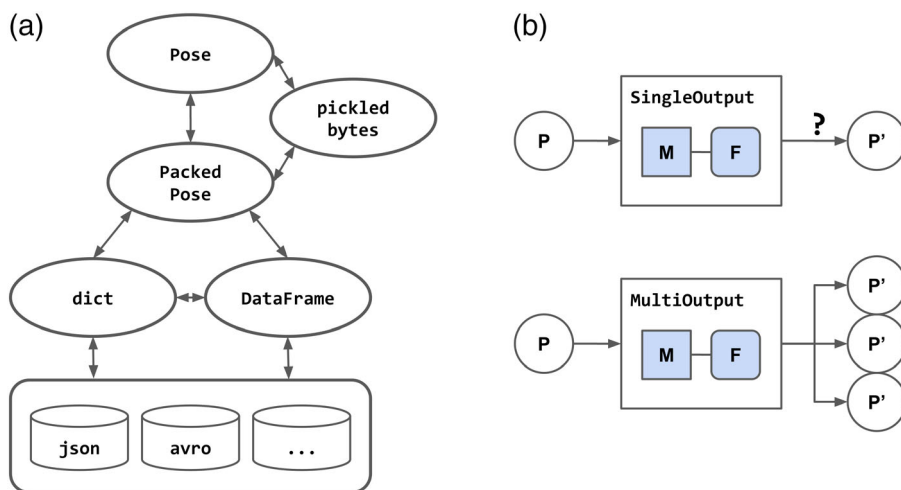 (a)
Pose
pickled
bytes
Packed
Pose
dict
DataFrame
json
avro
...
(b)
SingleOutput
P
M
F
?
P'
MultiOutput
P
M
F
P'
P'
P'